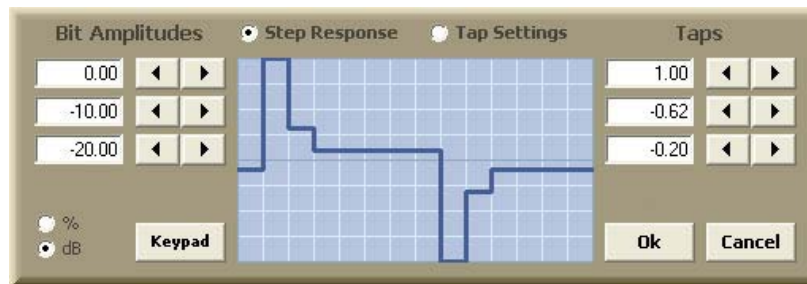 Bit Amplitudes
Step Response
Tap Settings
Taps
0.00
1.00
-10.00
-0.62
-20.00
-0.20
%
dB
Keypad
Ok
Cancel